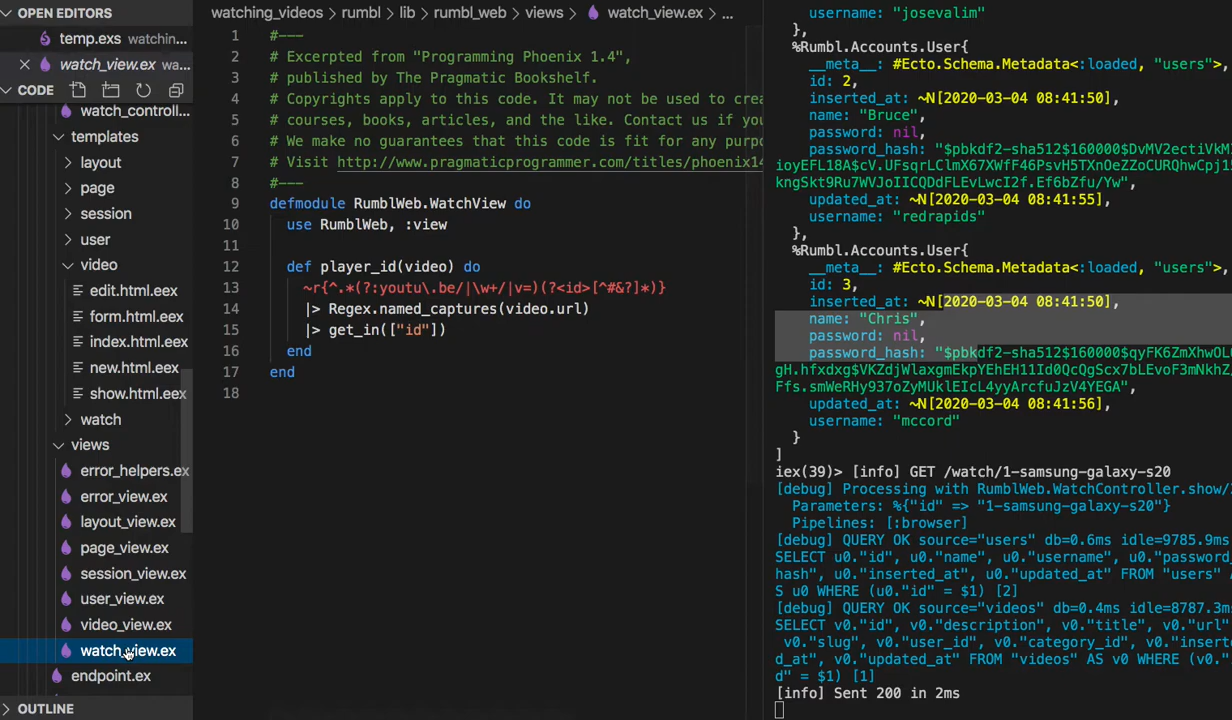 OPEN EDITORS
temp.exs watchin...
watch_view.ex wa...
CODE
watch_controll...
templates
layout
page
session
user
video
edit.html.eex
form.html.eex
index.html.eex
new.html.eex
show.html.eex
watch
views
error_helpers.ex
error_view.ex
layout_view.ex
page_view.ex
session_view.ex
user_view.ex
video_view.ex
watch_view.ex
endpoint.ex
OUTLINE
watching_videos > rumbl > lib > rumbl_web > views > watch_view.ex > ...
1 #---
2 # Excerpted from "Programming Phoenix 1.4",
3 # published by The Pragmatic Bookshelf.
4 # Copyrights apply to this code. It may not be used to crea
5 # courses, books, articles, and the like. Contact us if you
6 # We make no guarantees that this code is fit for any purpo
7 # Visit http://www.pragmaticprogrammer.com/titles/phoenix14
8 #---
9 defmodule RumblWeb.WatchView do
10 use RumblWeb, :view
11
12 def player_id(video) do
13 ~r{^.*(?:youtu\.be/|\w+/|v=)(?<id>[^#&?]*)}
14 |> Regex.named_captures(video.url)
15 |> get_in(["id"])
16 end
17 end
18
username: "josevalim"
},
%Rumbl.Accounts.User{
__meta__: #Ecto.Schema.Metadata<:loaded, "users">,
id: 2,
inserted_at: ~N[2020-03-04 08:41:50],
name: "Bruce",
password: nil,
password_hash: "$pbkdf2-sha512$160000$DvMV2ectiVkM
ioyEFL18A$cV.UFsqrLClmX67XWfF46PsvH5TXnOeZZoCURQhwCpj1
kngSkt9Ru7WVJoIICQDdFLEvLwcI2f.Ef6bZfu/Yw",
updated_at: ~N[2020-03-04 08:41:55],
username: "redrapids"
},
%Rumbl.Accounts.User{
__meta__: #Ecto.Schema.Metadata<:loaded, "users">,
id: 3,
inserted_at: ~N[2020-03-04 08:41:50],
name: "Chris",
password: nil,
password_hash: "$pbkdf2-sha512$160000$qyFK6ZmXhwOL
gH.hfxdxg$VKZdjWlaxgmEkpYEhEH11Id0QcQgScx7bLEvoF3mNkhZ
Ffs.smWeRHy937oZyMUklEIcL4yyArcfuJzV4YEGA",
updated_at: ~N[2020-03-04 08:41:56],
username: "mccord"
}
]
iex(39)> [info] GET /watch/1-samsung-galaxy-s20
[debug] Processing with RumblWeb.WatchController.show/
Parameters: %{"id" => "1-samsung-galaxy-s20"}
Pipelines: [:browser]
[debug] QUERY OK source="users" db=0.6ms idle=9785.9ms
SELECT u0."id", u0."name", u0."username", u0."password_
hash", u0."inserted_at", u0."updated_at" FROM "users" A
S u0 WHERE (u0."id" = $1) [2]
[debug] QUERY OK source="videos" db=0.4ms idle=8787.3ms
SELECT v0."id", v0."description", v0."title", v0."url",
v0."slug", v0."user_id", v0."category_id", v0."insert
d_at", v0."updated_at" FROM "videos" AS v0 WHERE (v0."i
d" = $1) [1]
[info] Sent 200 in 2ms